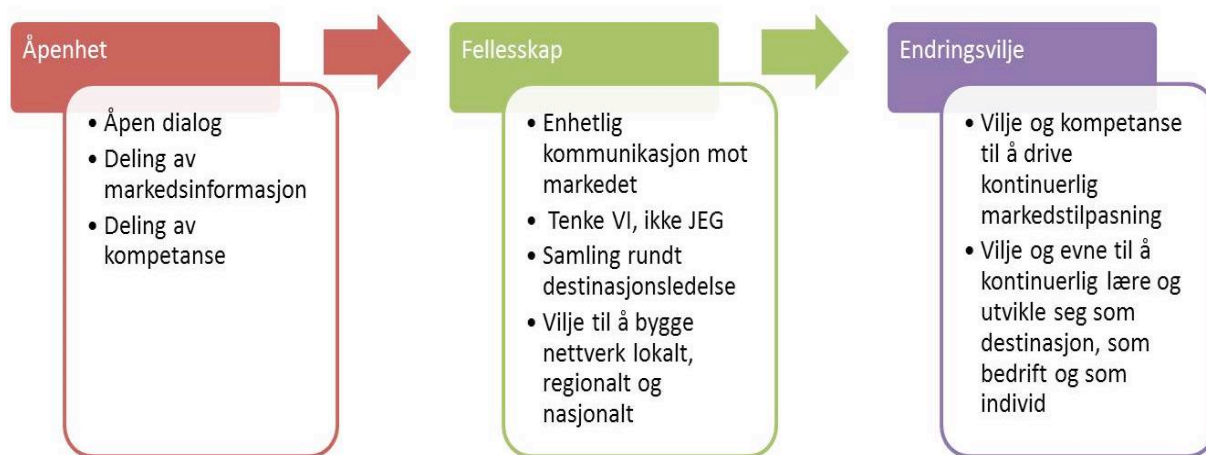 Åpenhet
• Åpen dialog
• Deling av
markedsinformasjon
• Deling av
kompetanse
Fellesskap
• Enhetlig
kommunikasjon mot
markedet
• Tenke VI, ikke JEG
• Samling rundt
destinasjonsledelse
• Vilje til å bygge
nettverk lokalt,
regionalt og
nasjonalt
Endringsvilje
• Vilje og kompetanse
til å drive
kontinuerlig
markedstilpasning
• Vilje og evne til å
kontinuerlig lære og
utvikle seg som
destinasjon, som
bedrift og som
individ